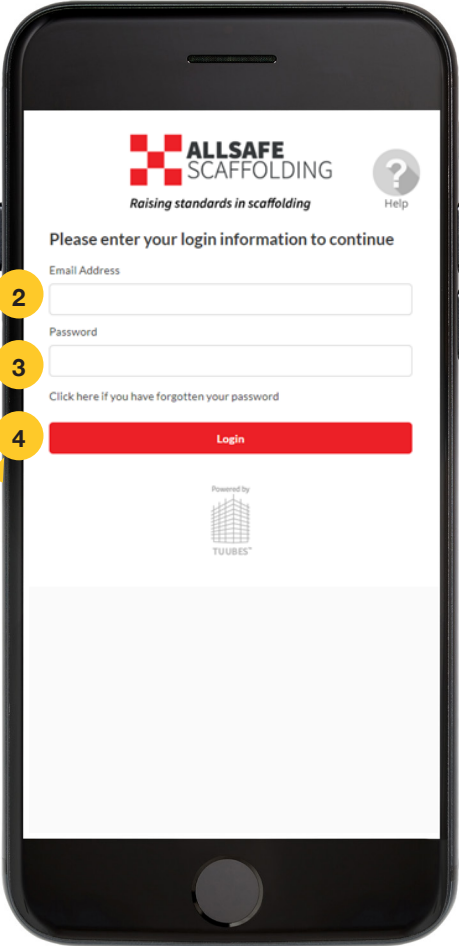 ALLSAFE
SCAFFOLDING
Raising standards in scaffolding
?
Help
Please enter your login information to continue
Email Address
2
Password
3
Click here if you have forgotten your password
4
Login
Powered by
TUUBES™